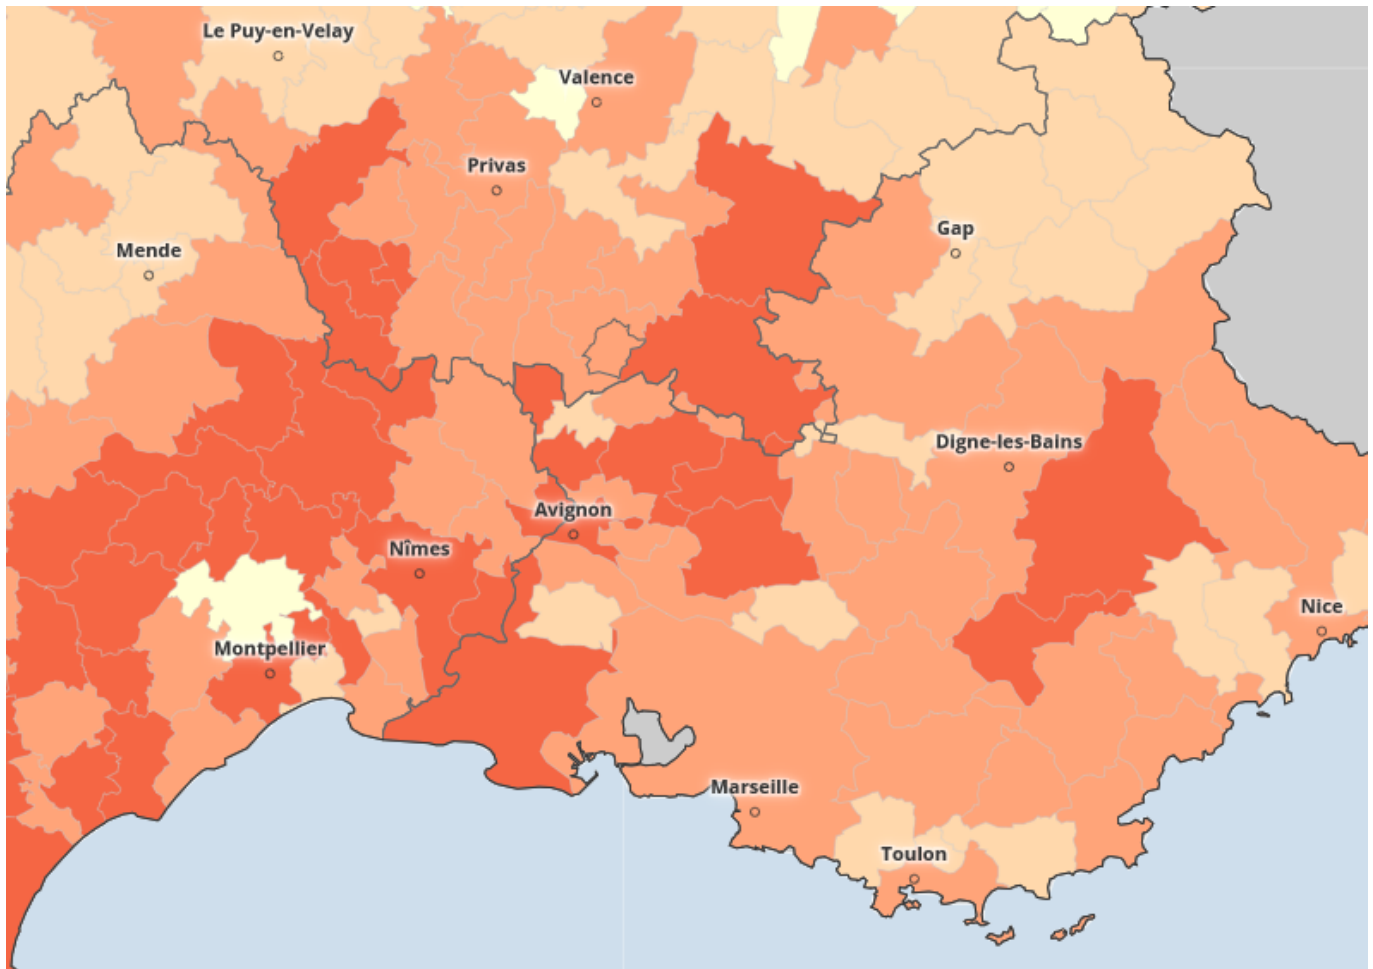 Le Puy-en-Velay
Valence
Privas
Gap
Mende
Digne-les-Bains
Avignon
Nîmes
Nice
Montpellier
Marseille
Toulon